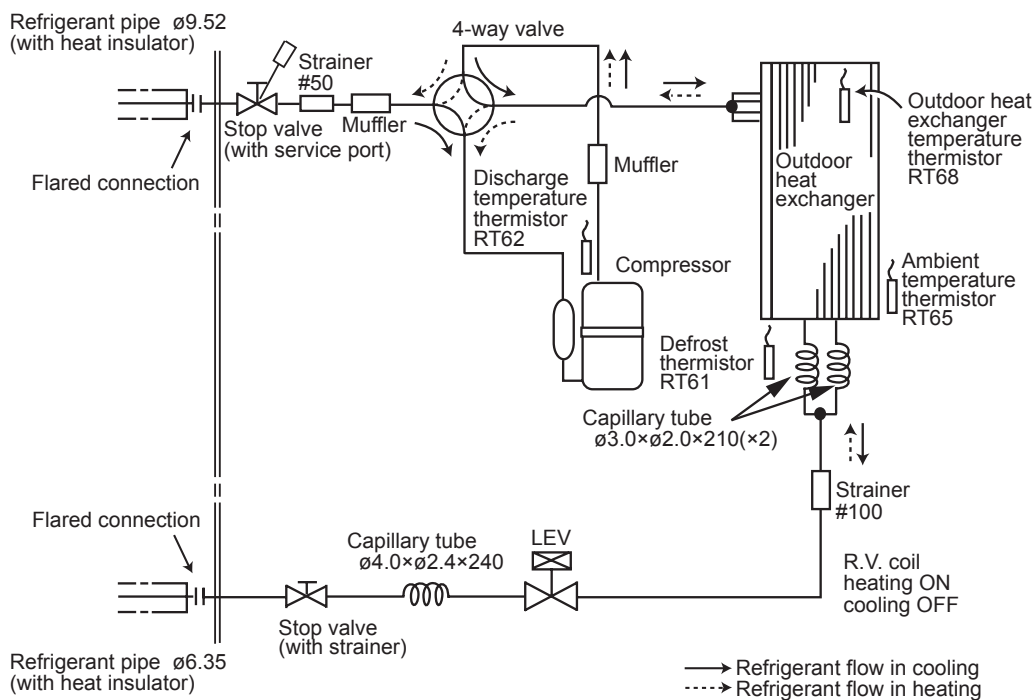 Refrigerant pipe ø9.52
(with heat insulator)
4-way valve
Strainer
#50
Stop valve
(with service port)
Muffler
Flared connection
Outdoor heat
exchanger
temperature
thermistor
RT68
Outdoor
heat
exchanger
Muffler
Discharge
temperature
thermistor
RT62
Compressor
Ambient
temperature
thermistor
RT65
Defrost
thermistor
RT61
Capillary tube
ø3.0×ø2.0×210(×2)
Strainer
#100
Flared connection
Capillary tube
ø4.0×ø2.4×240
LEV
R.V. coil
heating ON
cooling OFF
Stop valve
(with strainer)
Refrigerant pipe ø6.35
(with heat insulator)
Refrigerant flow in cooling
Refrigerant flow in heating